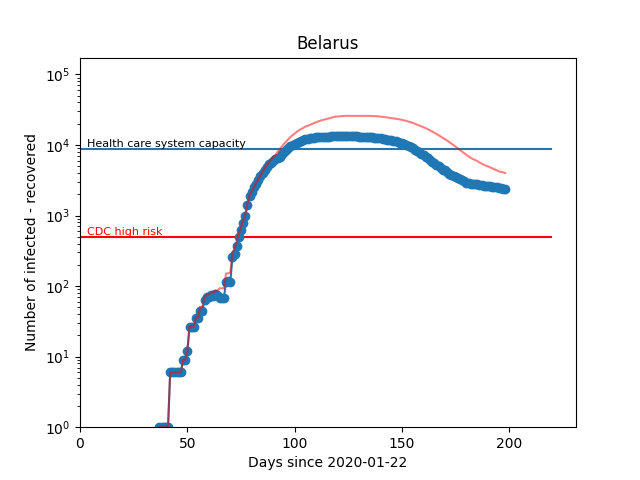 Belarus
Number of infected - recovered
10^5
10^4
10^3
10^2
10^1
10^0
Health care system capacity
CDC high risk
0 50 100 150 200
Days since 2020-01-22